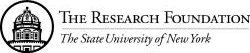 THE RESEARCH FOUNDATION
The State University of New York